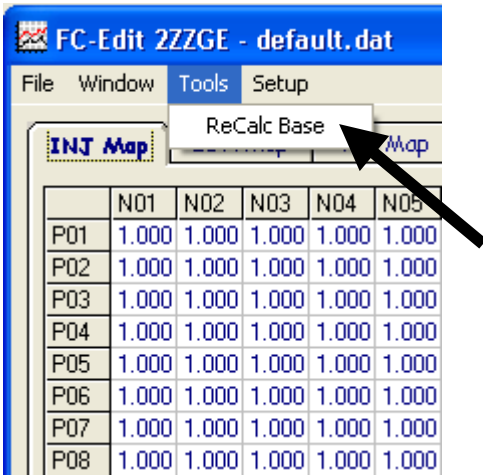 FC-Edit 2ZZGE - default.dat
File Window Tools Setup
ReCalc Base
INJ Map Map
N01 N02 N03 N04 N05
P01 1.000 1.000 1.000 1.000 1.000
P02 1.000 1.000 1.000 1.000 1.000
P03 1.000 1.000 1.000 1.000 1.000
P04 1.000 1.000 1.000 1.000 1.000
P05 1.000 1.000 1.000 1.000 1.000
P06 1.000 1.000 1.000 1.000 1.000
P07 1.000 1.000 1.000 1.000 1.000
P08 1.000 1.000 1.000 1.000 1.000